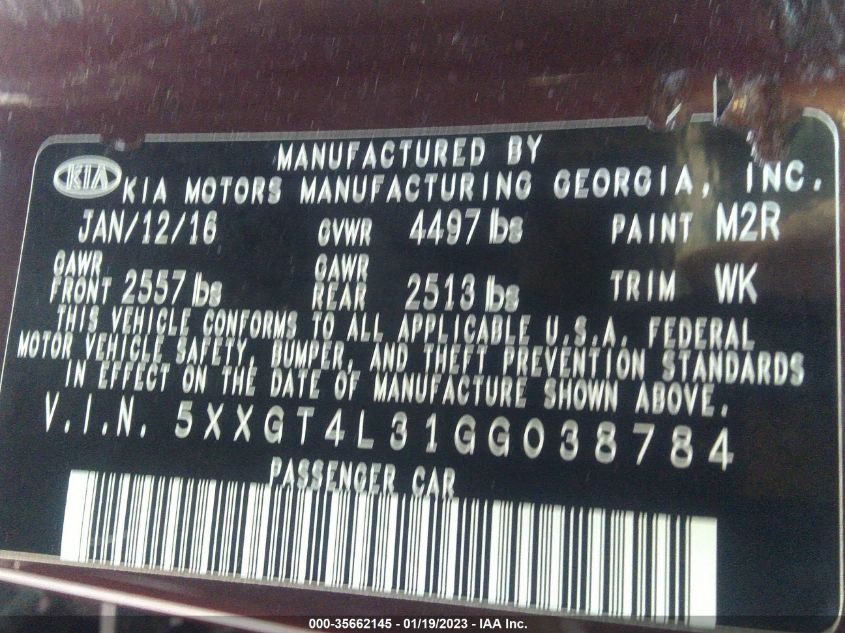 MANUFACTURED BY
KIA KIA MOTORS MANUFACTURING GEORGIA, INC.
JAN/12/16 GVWR 4497 lbs PAINT M2R
GAWR FRONT 2557 lbs GAWR REAR 2513 lbs TRIM WK
THIS VEHICLE CONFORMS TO ALL APPLICABLE U.S.A. FEDERAL
MOTOR VEHICLE SAFETY, BUMPER, AND THEFT PREVENTION STANDARDS
IN EFFECT ON THE DATE OF MANUFACTURE SHOWN ABOVE.
V.I.N. 5XXGT4L31GG038784
PASSENGER CAR
000-35662145 - 01/19/2023 - IAA Inc.